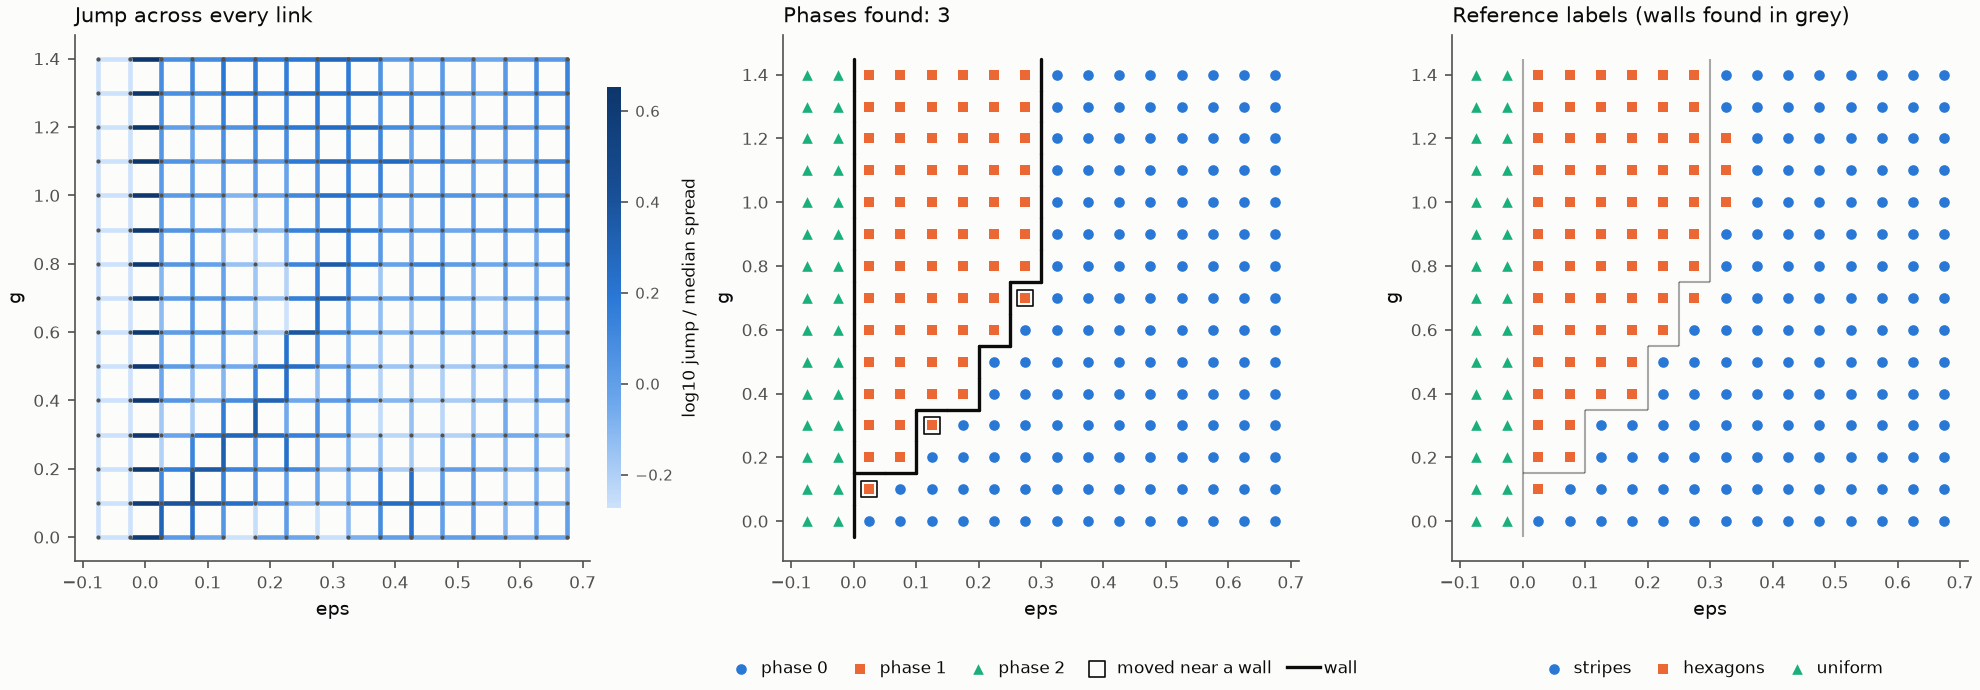 Jump across every link
1.4
1.2
1.0
0.8
0.6
0.4
0.2
0.0
g
−0.1 0.0 0.1 0.2 0.3 0.4 0.5 0.6 0.7
eps
0.6
0.4
0.2
0.0
−0.2
log10 jump / median spread
Phases found: 3
1.4
1.2
1.0
0.8
0.6
0.4
0.2
0.0
g
−0.1 0.0 0.1 0.2 0.3 0.4 0.5 0.6 0.7
eps
phase 0 phase 1 phase 2 moved near a wall wall
Reference labels (walls found in grey)
1.4
1.2
1.0
0.8
0.6
0.4
0.2
0.0
g
−0.1 0.0 0.1 0.2 0.3 0.4 0.5 0.6 0.7
eps
stripes hexagons uniform